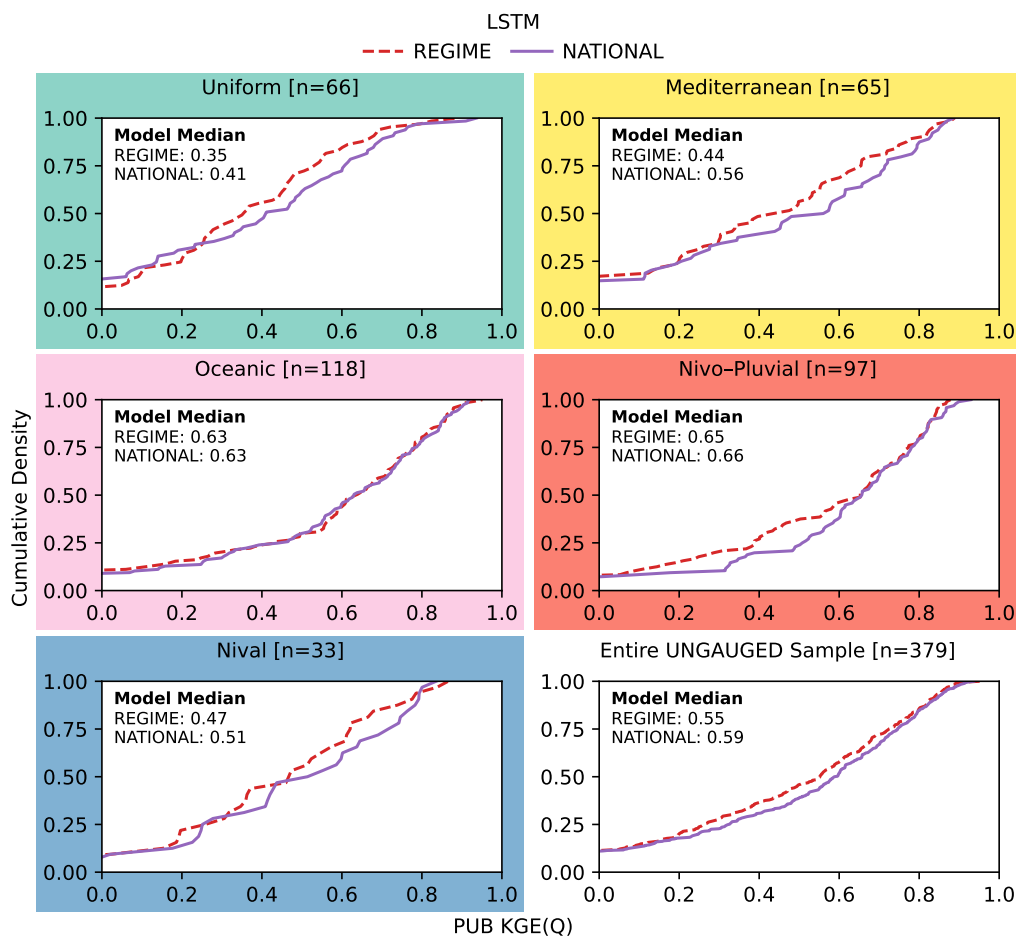 LSTM
REGIME NATIONAL
Uniform [n=66]
1.00
0.75
0.50
0.25
0.00
Model Median
REGIME: 0.35
NATIONAL: 0.41
0.0 0.2 0.4 0.6 0.8 1.0
Mediterranean [n=65]
1.00
0.75
0.50
0.25
0.00
Model Median
REGIME: 0.44
NATIONAL: 0.56
0.0 0.2 0.4 0.6 0.8 1.0
Cumulative Density
Oceanic [n=118]
1.00
0.75
0.50
0.25
0.00
Model Median
REGIME: 0.63
NATIONAL: 0.63
0.0 0.2 0.4 0.6 0.8 1.0
Nivo–Pluvial [n=97]
1.00
0.75
0.50
0.25
0.00
Model Median
REGIME: 0.65
NATIONAL: 0.66
0.0 0.2 0.4 0.6 0.8 1.0
Nival [n=33]
1.00
0.75
0.50
0.25
0.00
Model Median
REGIME: 0.47
NATIONAL: 0.51
0.0 0.2 0.4 0.6 0.8 1.0
Entire UNGAUGED Sample [n=379]
1.00
0.75
0.50
0.25
0.00
Model Median
REGIME: 0.55
NATIONAL: 0.59
0.0 0.2 0.4 0.6 0.8 1.0
PUB KGE(Q)